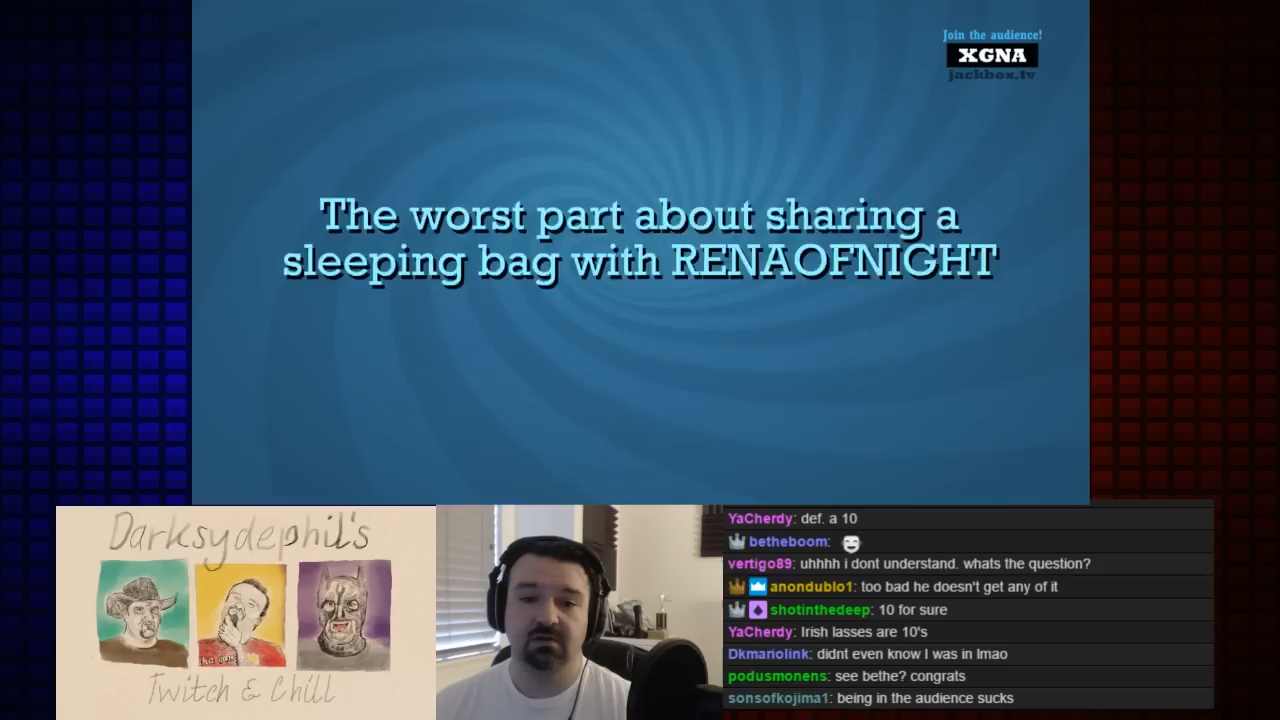 Join the audience!
XGNA
jackbox.tv
The worst part about sharing a
sleeping bag with RENAOFNIGHT
Darksydephil's
Twitch & Chill
YaCherdy: def. a 10
betheboom:
vertigo89: uhhhh i dont understand. whats the question?
anondublo1: too bad he doesn't get any of it
shotinthedeep: 10 for sure
YaCherdy: Irish lasses are 10's
Dkmariolink: didnt even know I was in lmao
podusmonens: see bethe? congrats
sonsofkojima1: being in the audience sucks